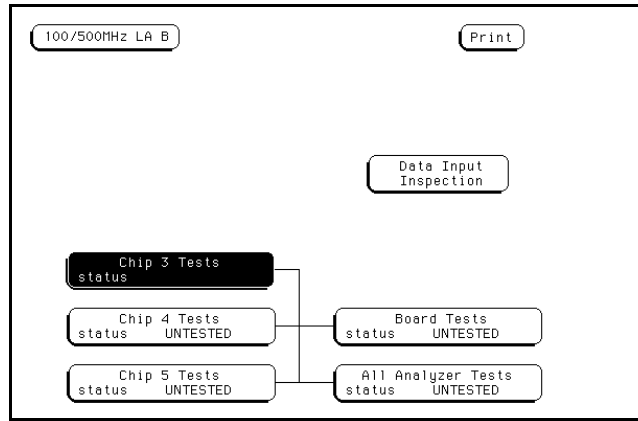 100/500MHz LA B
Print
Data Input
Inspection
Chip 3 Tests
status
Chip 4 Tests
status UNTESTED
Board Tests
status UNTESTED
Chip 5 Tests
status UNTESTED
All Analyzer Tests
status UNTESTED